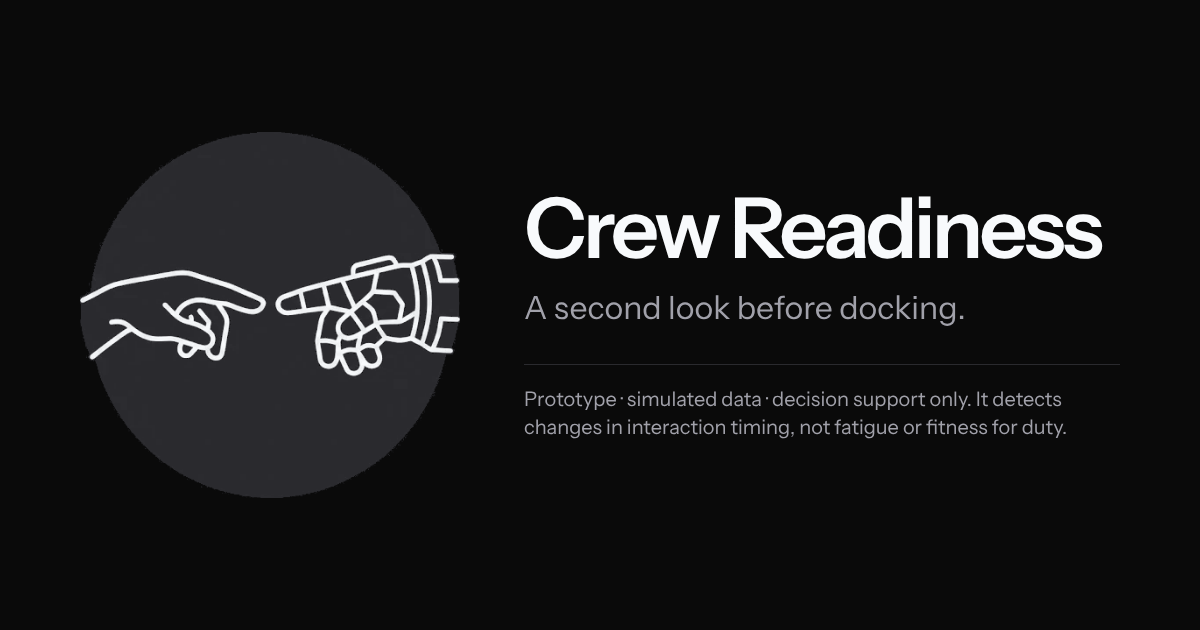 Crew Readiness
A second look before docking.
Prototype · simulated data · decision support only. It detects
changes in interaction timing, not fatigue or fitness for duty.